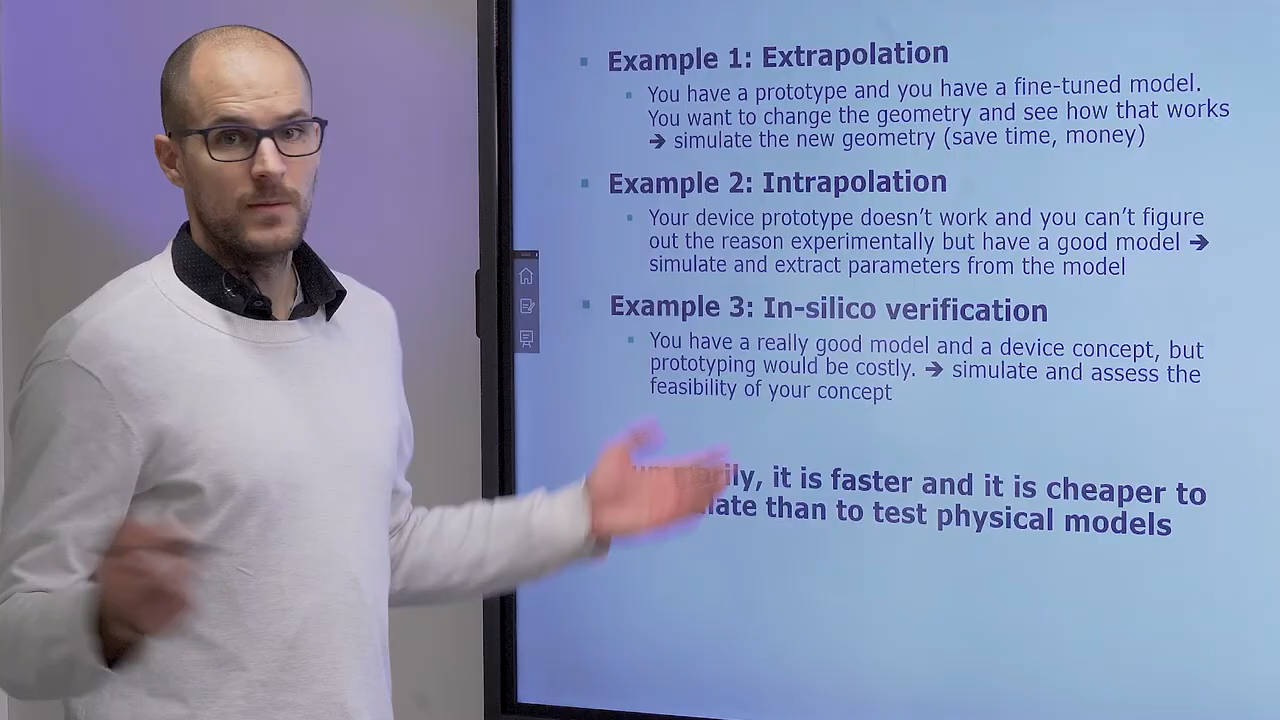 Example 1: Extrapolation
You have a prototype and you have a fine-tuned model.
You want to change the geometry and see how that works
➔ simulate the new geometry (save time, money)
Example 2: Intrapolation
Your device prototype doesn't work and you can't figure
out the reason experimentally but have a good model ➔
simulate and extract parameters from the model
Example 3: In-silico verification
You have a really good model and a device concept, but
prototyping would be costly. ➔ simulate and assess the
feasibility of your concept
it is faster and it is cheaper to
than to test physical models